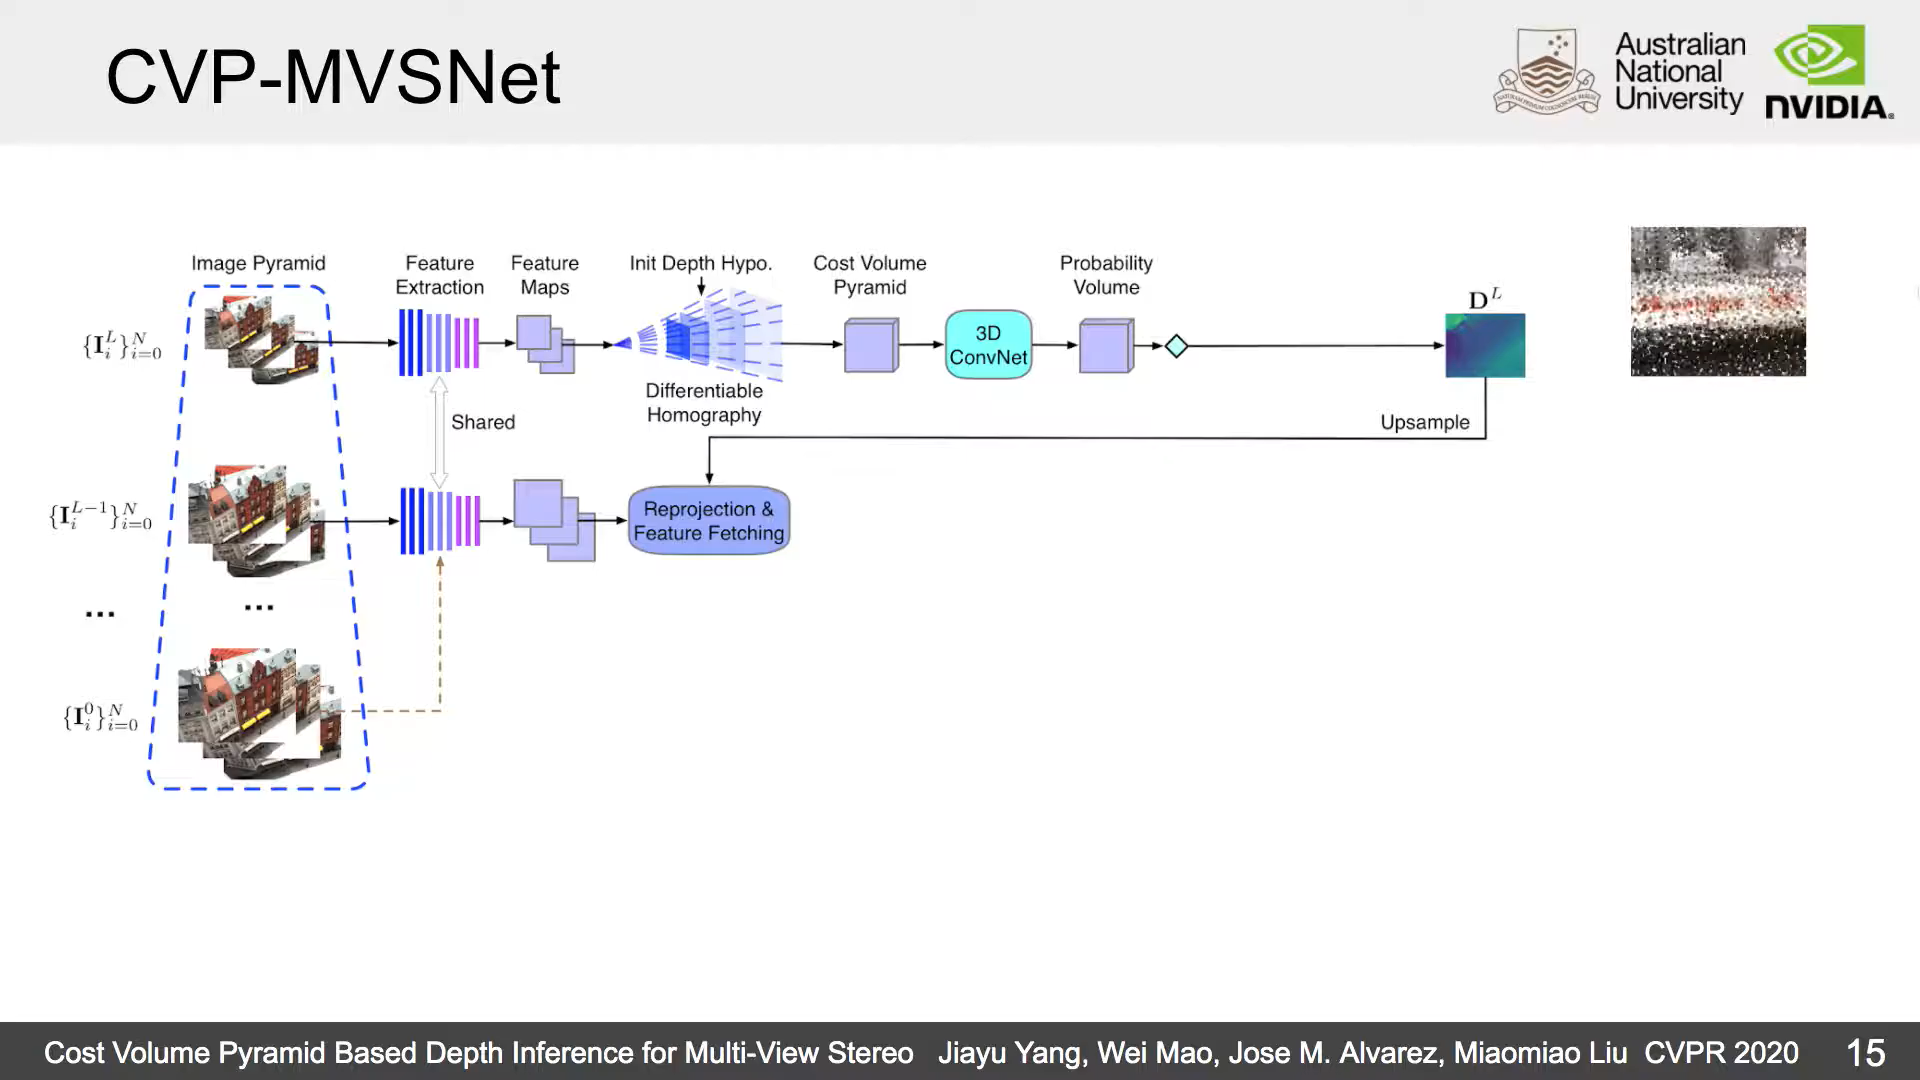 CVP-MVSNet
Australian
National
University
NVIDIA®
Image Pyramid
Feature
Extraction
Feature
Maps
Init Depth Hypo.
Cost Volume
Pyramid
Probability
Volume
{I_i^L}_{i=0}^N
3D
ConvNet
D^L
Differentiable
Homography
Shared
Upsample
{I_i^{L-1}}_{i=0}^N
Reprojection &
Feature Fetching
... ...
{I_i^0}_{i=0}^N
Cost Volume Pyramid Based Depth Inference for Multi-View Stereo Jiayu Yang, Wei Mao, Jose M. Alvarez, Miaomiao Liu CVPR 2020 15